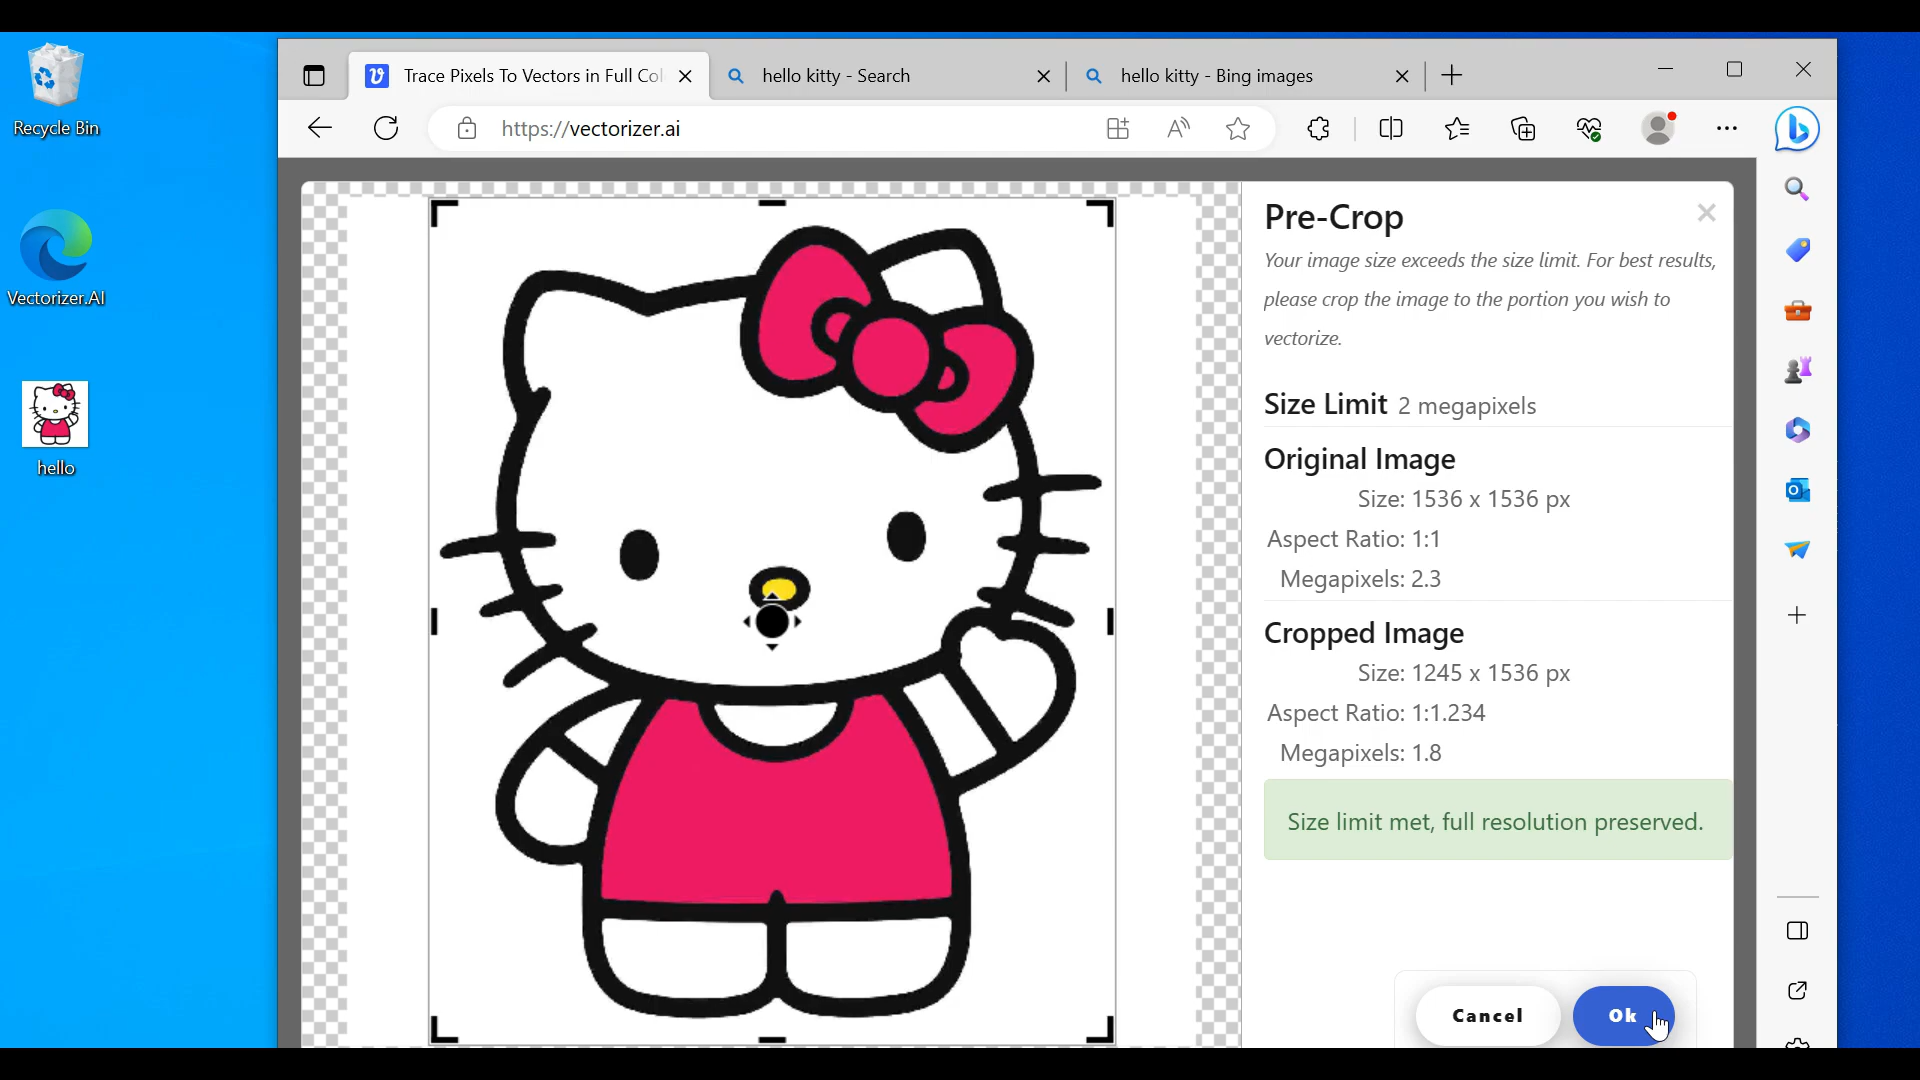 Recycle Bin
Vectorizer.AI
hello
Trace Pixels To Vectors in Full Col
hello kitty - Search
hello kitty - Bing images
https://vectorizer.ai
Pre-Crop
Your image size exceeds the size limit. For best results,
please crop the image to the portion you wish to
vectorize.
Size Limit 2 megapixels
Original Image
Size: 1536 x 1536 px
Aspect Ratio: 1:1
Megapixels: 2.3
Cropped Image
Size: 1245 x 1536 px
Aspect Ratio: 1:1.234
Megapixels: 1.8
Size limit met, full resolution preserved.
Cancel
Ok